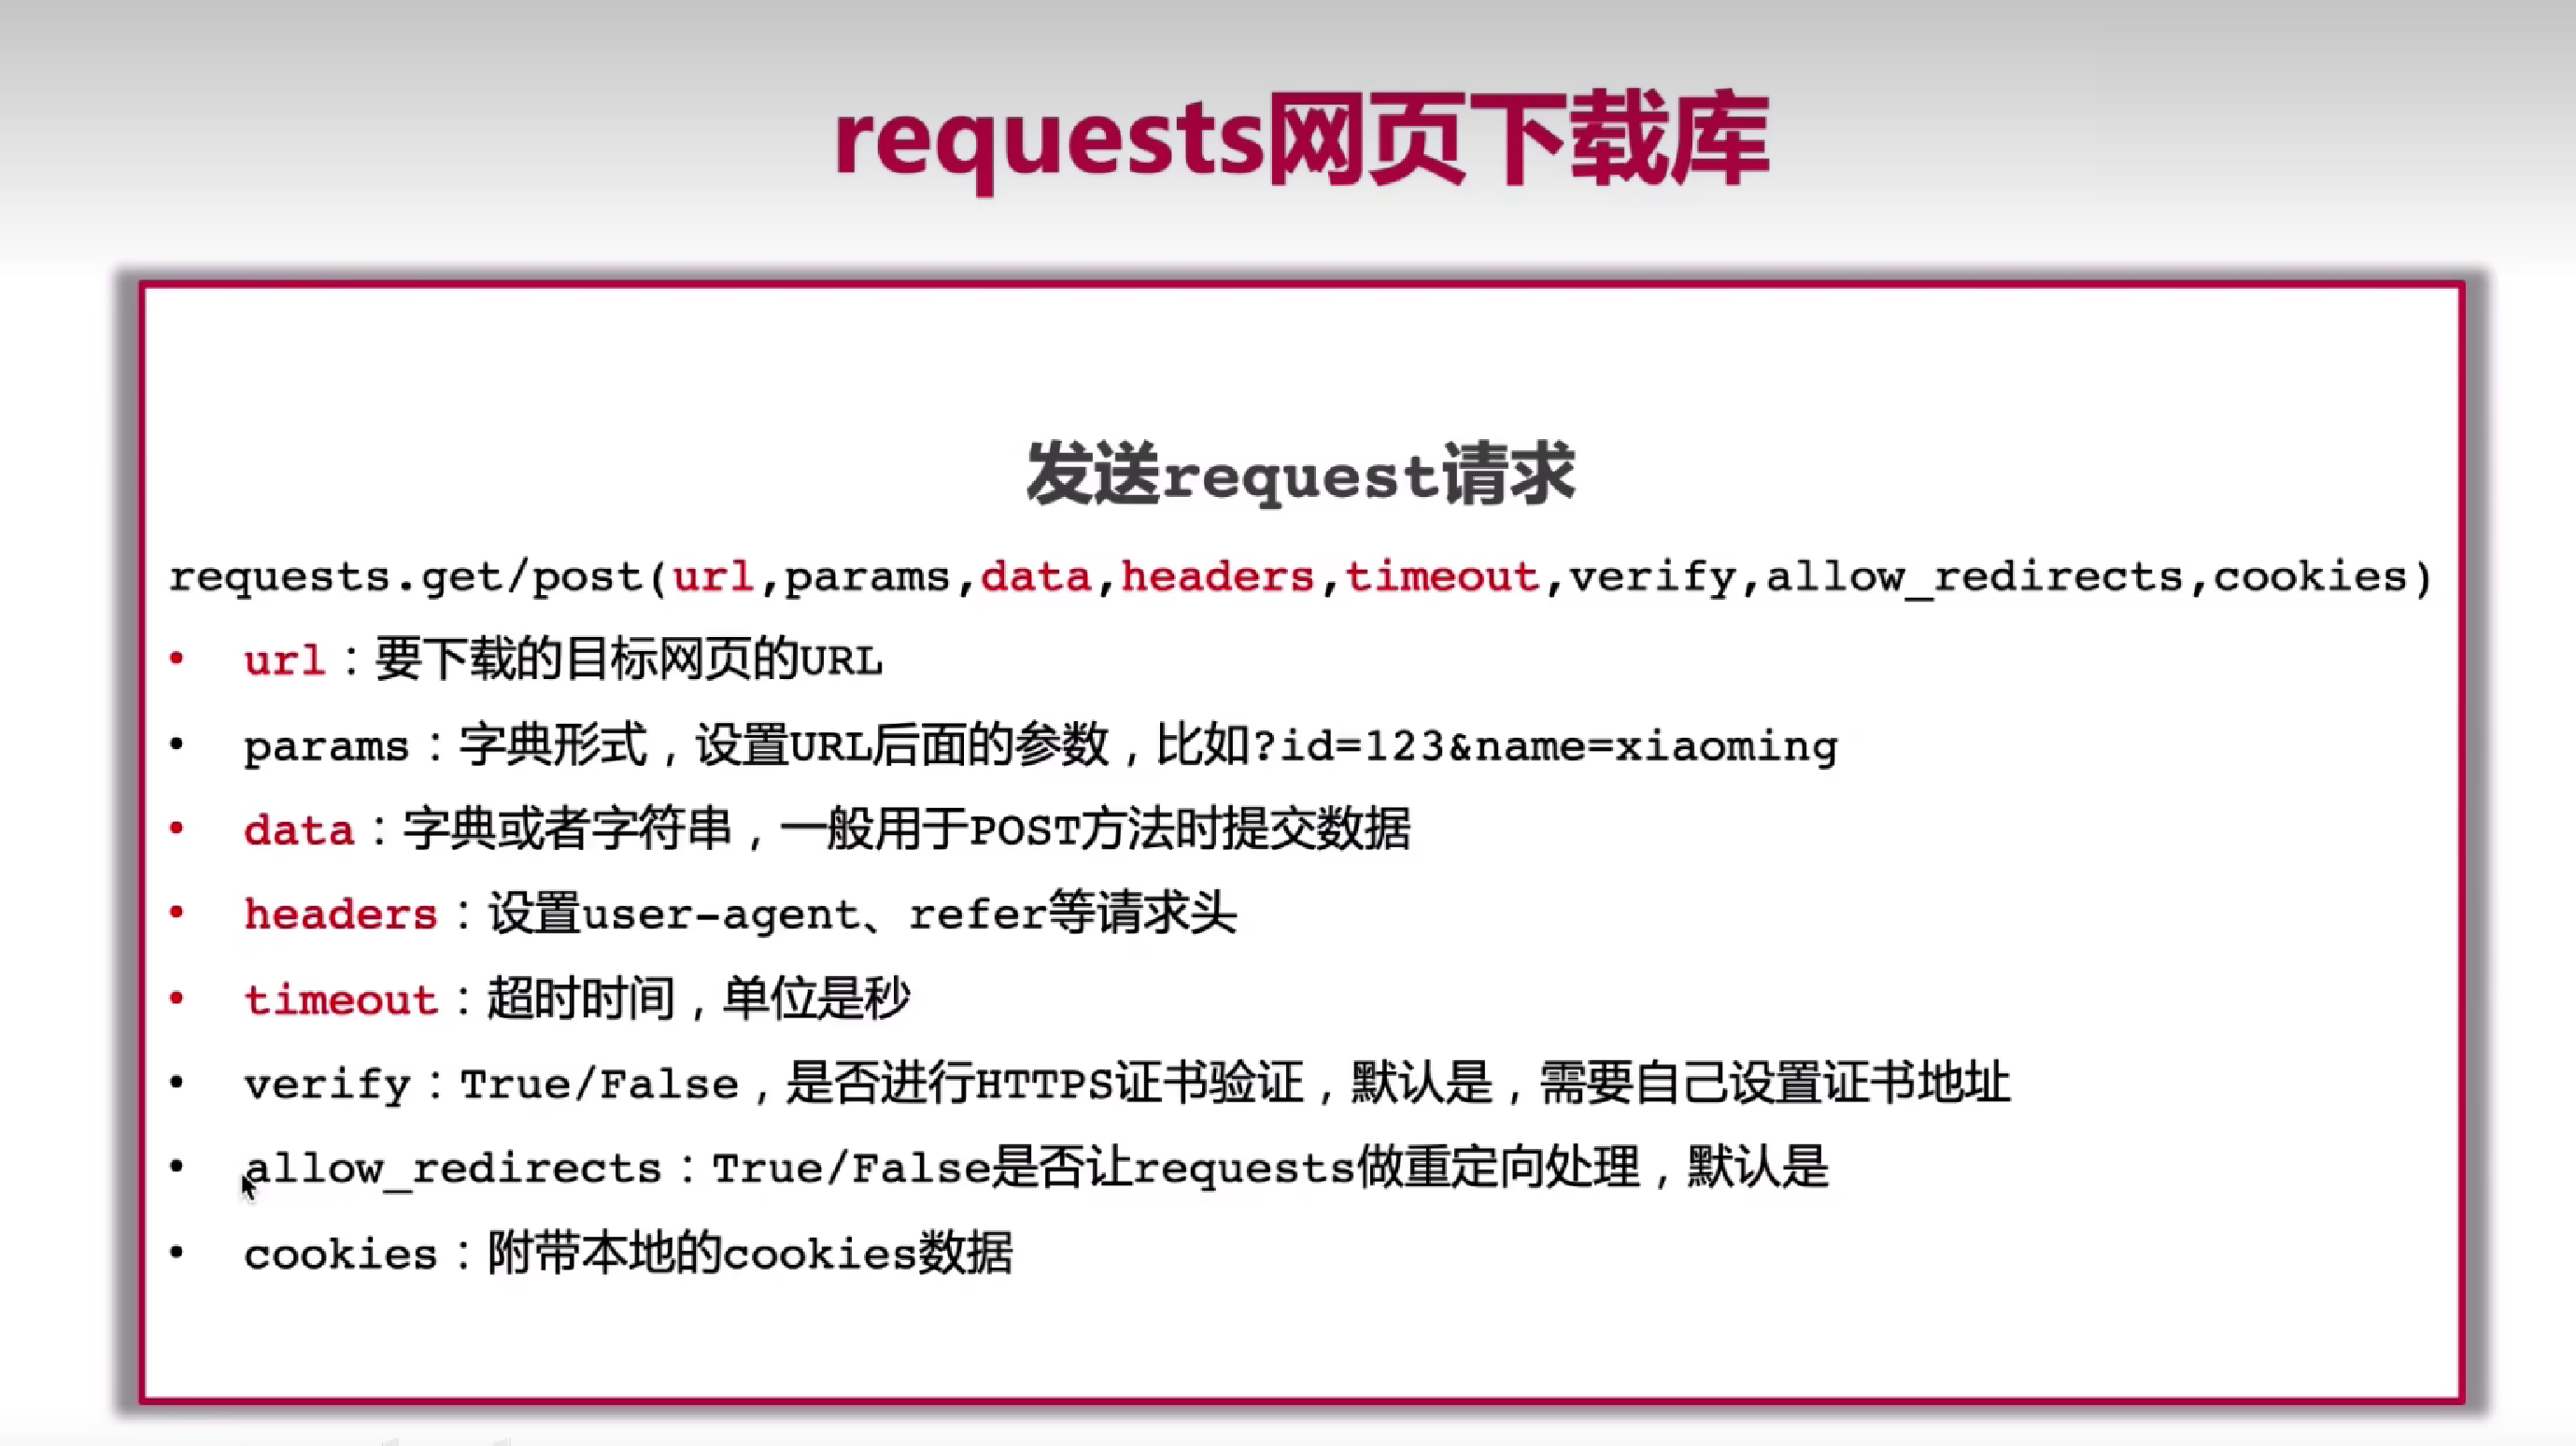 requests网页下载库
发送request请求
requests.get/post(url,params,data,headers,timeout,verify,allow_redirects,cookies)
• url：要下载的目标网页的URL
• params：字典形式，设置URL后面的参数，比如?id=123&name=xiaoming
• data：字典或者字符串，一般用于POST方法时提交数据
• headers：设置user-agent、refer等请求头
• timeout：超时时间，单位是秒
• verify：True/False，是否进行HTTPS证书验证，默认是，需要自己设置证书地址
• allow_redirects：True/False是否让requests做重定向处理，默认是
• cookies：附带本地的cookies数据